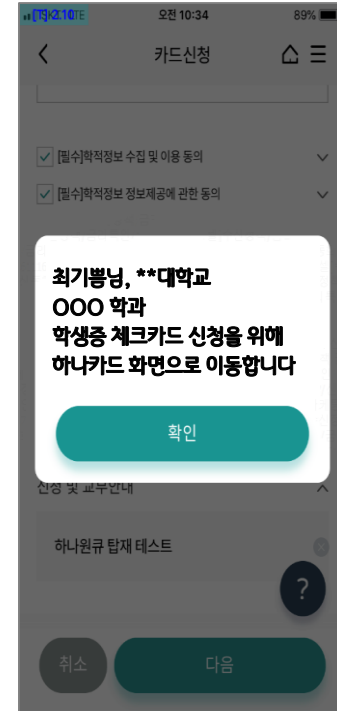 오전 10:34
89%
카드신청
[필수]학적정보 수집 및 이용 동의
[필수]학적정보 정보제공에 관한 동의
최기쁨님, **대학교
OOO 학과
학생증 체크카드 신청을 위해
하나카드 화면으로 이동합니다
확인
신청 및 교부안내
하나원큐 탑재 테스트
?
취소
다음